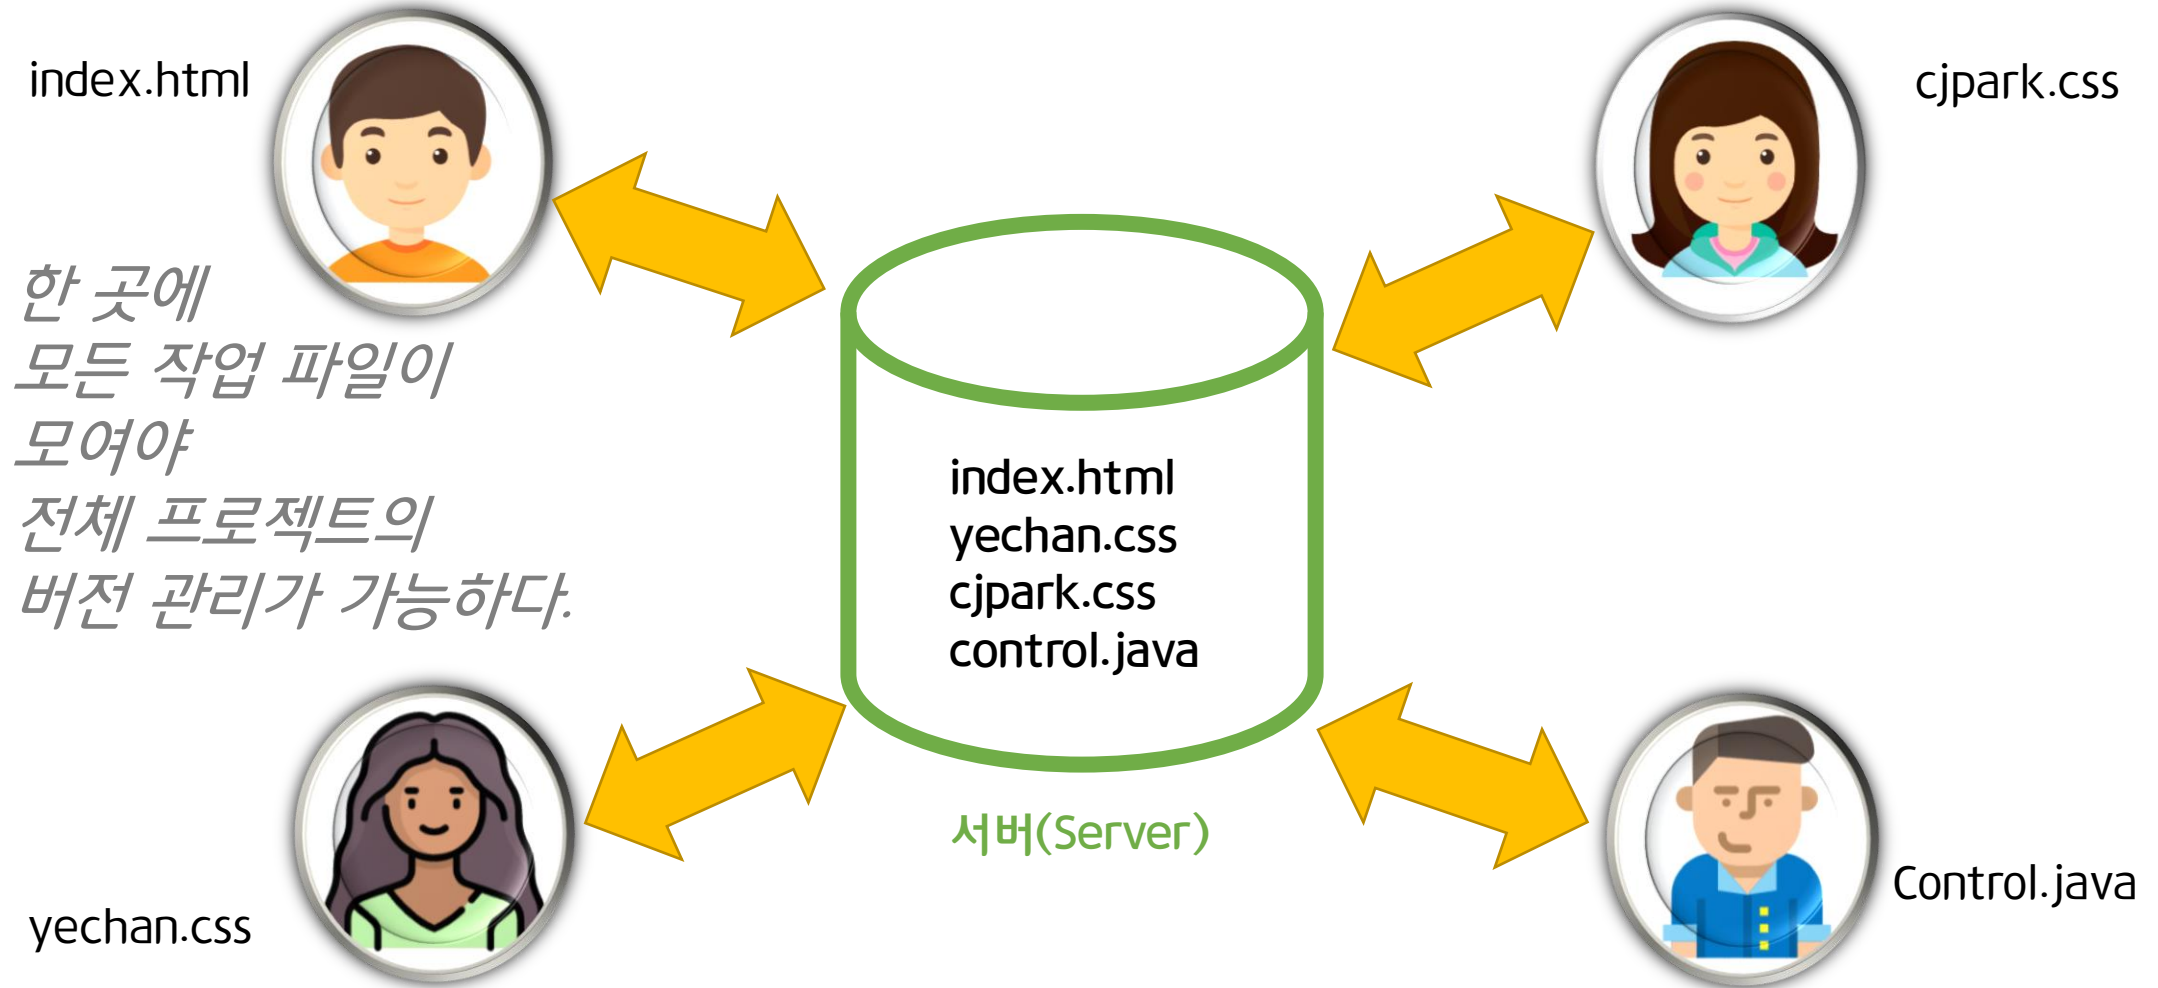 index.html
cjpark.css
한 곳에
모든 작업 파일이
모여야
전체 프로젝트의
버전 관리가 가능하다.
index.html
yechan.css
cjpark.css
control.java
서버(Server)
yechan.css
Control.java